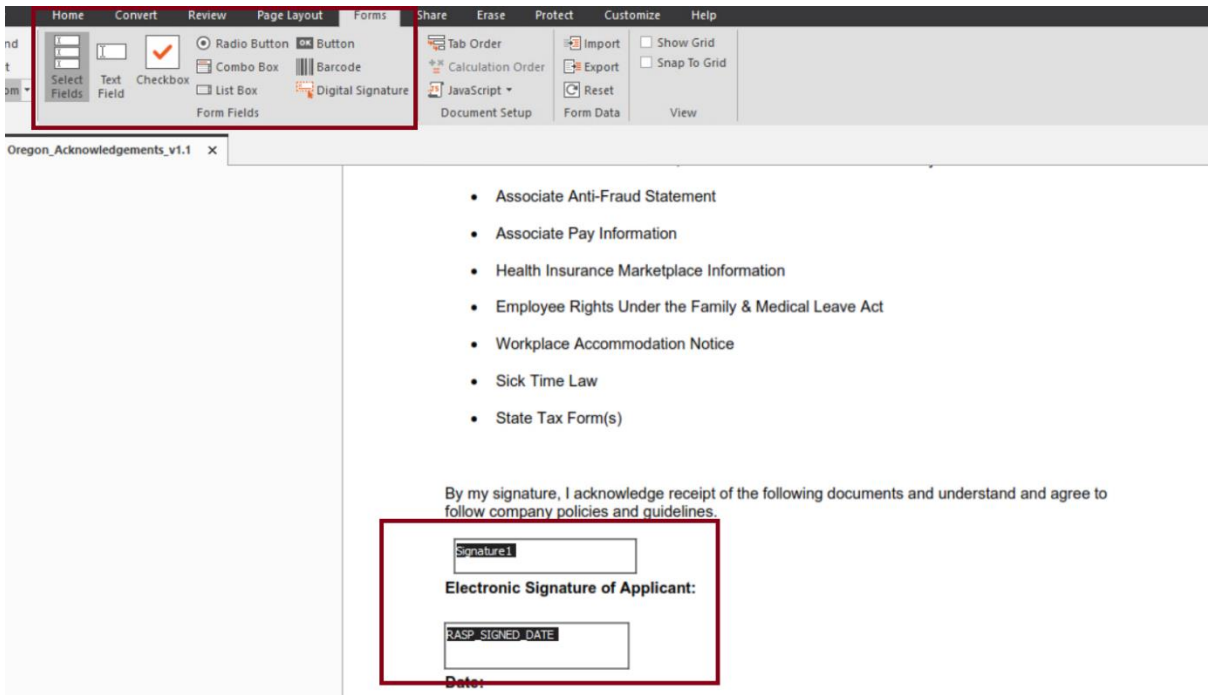 Home Convert Review Page Layout Forms Share Erase Protect Customize Help
Select Fields
Text Field
Checkbox
Radio Button
Combo Box
List Box
OK Button
Barcode
Digital Signature
Form Fields
Tab Order
Calculation Order
JavaScript
Document Setup
Import
Export
Reset
Form Data
Show Grid
Snap To Grid
View
Oregon_Acknowledgements_v1.1 X
• Associate Anti-Fraud Statement
• Associate Pay Information
• Health Insurance Marketplace Information
• Employee Rights Under the Family & Medical Leave Act
• Workplace Accommodation Notice
• Sick Time Law
• State Tax Form(s)
By my signature, I acknowledge receipt of the following documents and understand and agree to
follow company policies and guidelines.
Signature1
Electronic Signature of Applicant:
RASP_SIGNED_DATE
Date: